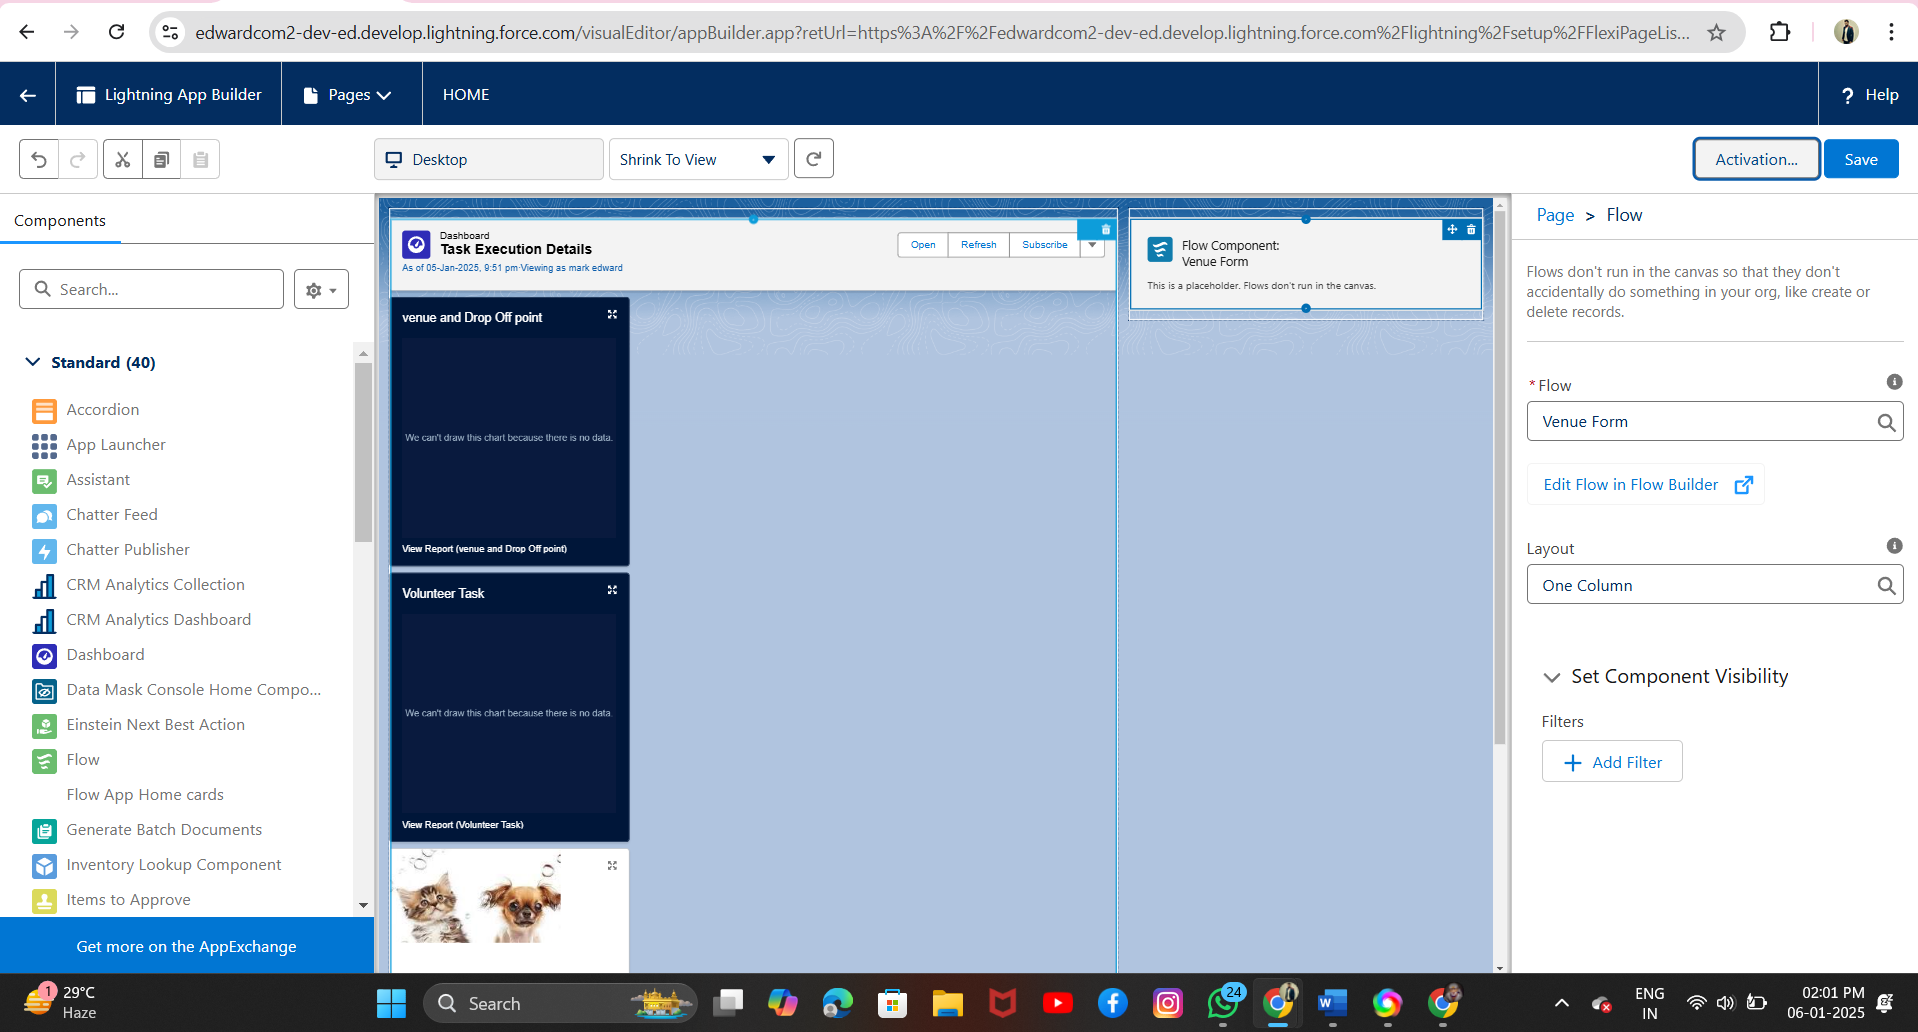 edwardcom2-dev-ed.develop.lightning.force.com/visualEditor/appBuilder.app?retUrl=https%3A%2F%2Fedwardcom2-dev-ed.develop.lightning.force.com%2Flightning%2Fsetup%2FFlexiPageLis...
Lightning App Builder
Pages
HOME
? Help
Desktop
Shrink To View
Activation...
Save
Components
Search...
Standard (40)
Accordion
App Launcher
Assistant
Chatter Feed
Chatter Publisher
CRM Analytics Collection
CRM Analytics Dashboard
Dashboard
Data Mask Console Home Compo...
Einstein Next Best Action
Flow
Flow App Home cards
Generate Batch Documents
Inventory Lookup Component
Items to Approve
Get more on the AppExchange
Dashboard
Task Execution Details
As of 05-Jan-2025, 9:51 pm·Viewing as mark edward
Open
Refresh
Subscribe
venue and Drop Off point
We can't draw this chart because there is no data.
View Report (venue and Drop Off point)
Volunteer Task
We can't draw this chart because there is no data.
View Report (Volunteer Task)
Flow Component:
Venue Form
This is a placeholder. Flows don't run in the canvas.
Page > Flow
Flows don't run in the canvas so that they don't
accidentally do something in your org, like create or
delete records.
*Flow
Venue Form
Edit Flow in Flow Builder
Layout
One Column
Set Component Visibility
Filters
+ Add Filter
1
29°C
Haze
Search
24
ENG
IN
02:01 PM
06-01-2025